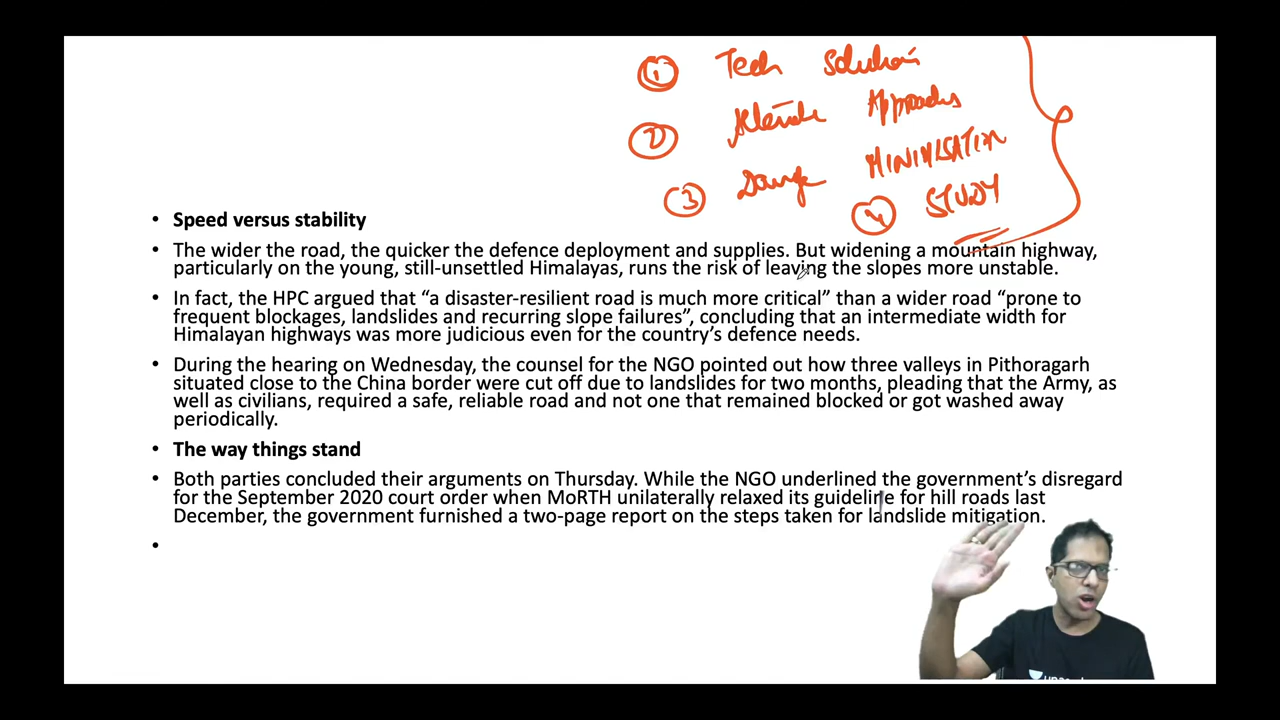 ① Tech Solution
② Alternate Approaches
③ Damage MINIMISATION
④ STUDY
• Speed versus stability
• The wider the road, the quicker the defence deployment and supplies. But widening a mountain highway,
particularly on the young, still-unsettled Himalayas, runs the risk of leaving the slopes more unstable.
• In fact, the HPC argued that “a disaster-resilient road is much more critical” than a wider road “prone to
frequent blockages, landslides and recurring slope failures”, concluding that an intermediate width for
Himalayan highways was more judicious even for the country’s defence needs.
• During the hearing on Wednesday, the counsel for the NGO pointed out how three valleys in Pithoragarh
situated close to the China border were cut off due to landslides for two months, pleading that the Army, as
well as civilians, required a safe, reliable road and not one that remained blocked or got washed away
periodically.
• The way things stand
• Both parties concluded their arguments on Thursday. While the NGO underlined the government’s disregard
for the September 2020 court order when MoRTH unilaterally relaxed its guideline for hill roads last
December, the government furnished a two-page report on the steps taken for landslide mitigation.
•